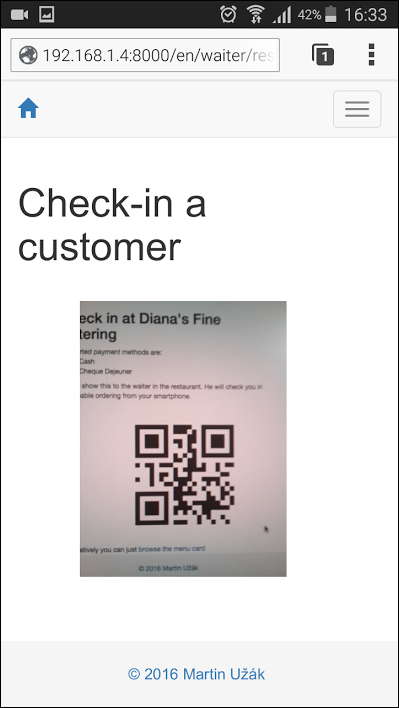 42% 16:33
192.168.1.4:8000/en/waiter/res
1
Check-in a
customer
eck in at Diana's Fine
tering
rted payment methods are:
Cash
Cheque Dejeuner
show this to the waiter in the restaurant. He will check you in
able ordering from your smartphone.
atively you can just browse the menu card
© 2016 Martin Užák
© 2016 Martin Užák